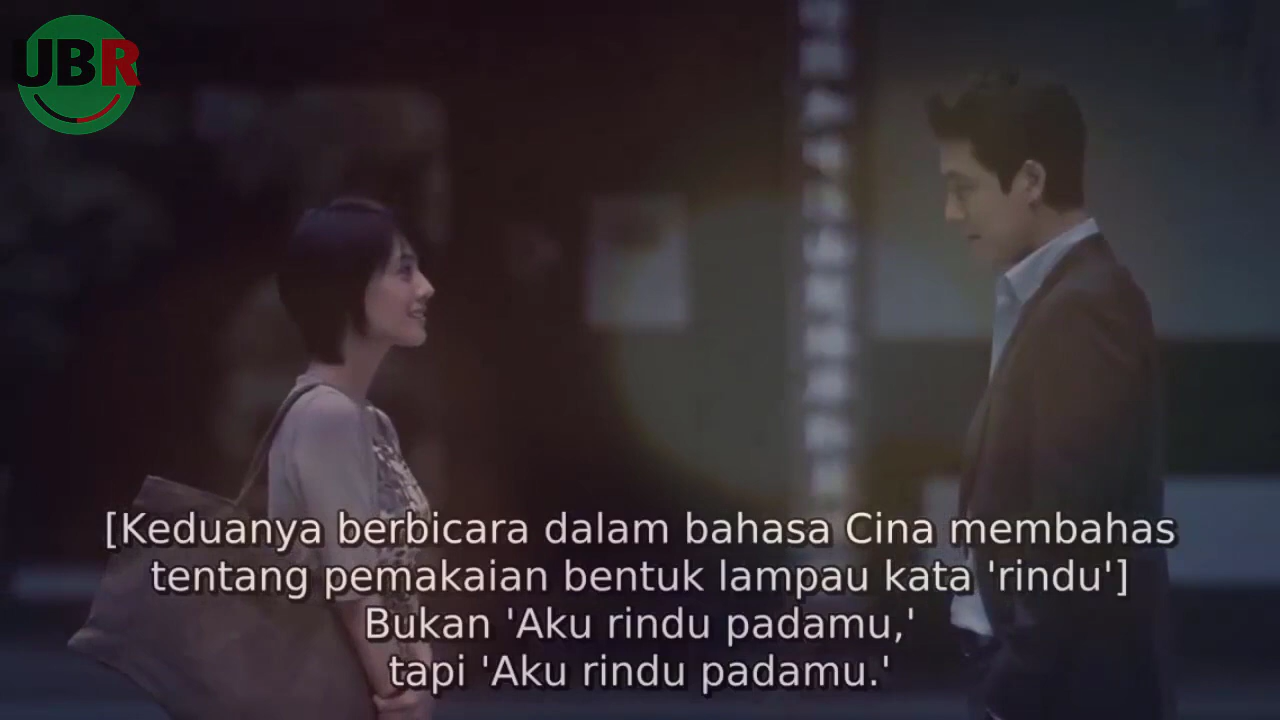 UBR
[Keduanya berbicara dalam bahasa Cina membahas
tentang pemakaian bentuk lampau kata 'rindu']
Bukan 'Aku rindu padamu,'
tapi 'Aku rindu padamu.'